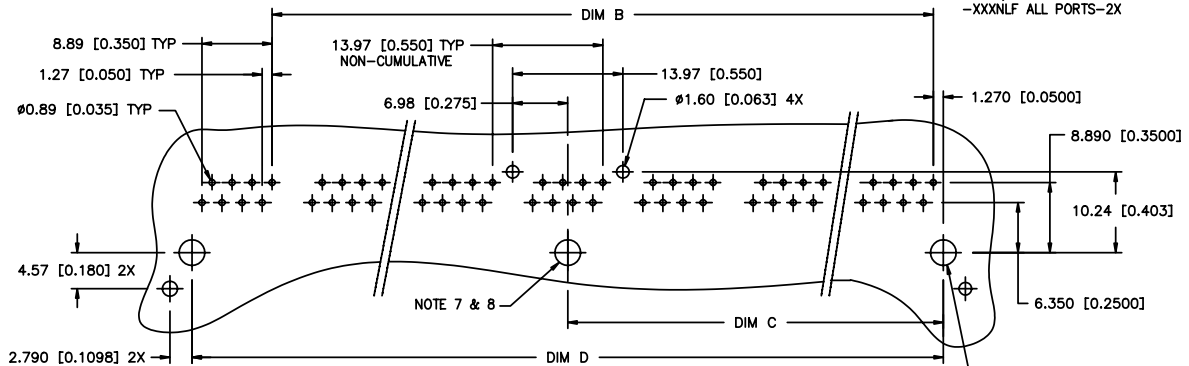 DIM B
-XXXNLF ALL PORTS-2X
8.89 [0.350] TYP
13.97 [0.550] TYP
NON-CUMULATIVE
1.27 [0.050] TYP
13.97 [0.550]
ø0.89 [0.035] TYP
6.98 [0.275]
ø1.60 [0.063] 4X
1.270 [0.0500]
8.890 [0.3500]
10.24 [0.403]
4.57 [0.180] 2X
NOTE 7 & 8
6.350 [0.2500]
DIM C
2.790 [0.1098] 2X
DIM D